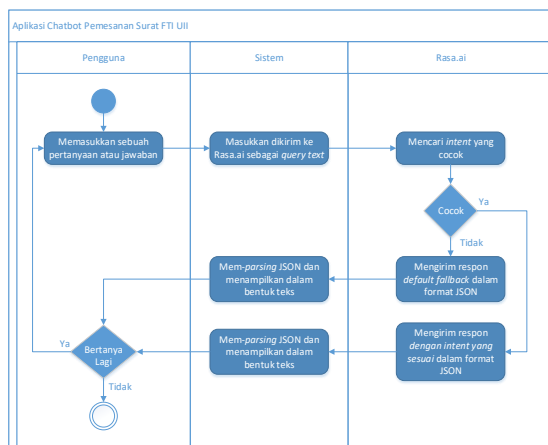 Aplikasi Chatbot Pemesanan Surat FTI UII
Pengguna
Sistem
Rasa.ai
Memasukkan sebuah
pertanyaan atau jawaban
Masukkan dikirim ke
Rasa.ai sebagai query text
Mencari intent yang
cocok
Cocok
Ya
Tidak
Mengirim respon
default fallback dalam
format JSON
Mem-parsing JSON dan
menampilkan dalam
bentuk teks
Mengirim respon
dengan intent yang
sesuai dalam format
JSON
Mem-parsing JSON dan
menampilkan dalam
bentuk teks
Bertanya
Lagi
Ya
Tidak